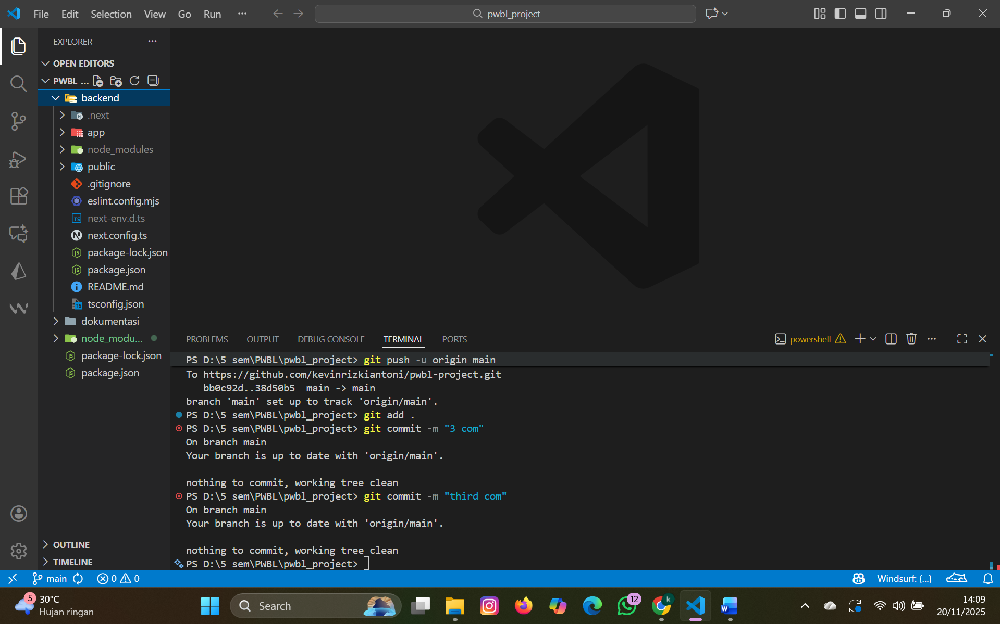 File Edit Selection View Go Run
pwbl_project
EXPLORER
OPEN EDITORS
PWBL_...
backend
.next
app
node_modules
public
.gitignore
eslint.config.mjs
next-env.d.ts
next.config.ts
package-lock.json
package.json
README.md
tsconfig.json
dokumentasi
node_modu...
package-lock.json
package.json
OUTLINE
TIMELINE
PROBLEMS OUTPUT DEBUG CONSOLE TERMINAL PORTS
powershell
PS D:\5 sem\PWBL\pwbl_project> git push -u origin main
To https://github.com/kevinrizkiantoni/pwbl-project.git
bb0c92d..38d50b5 main -> main
branch 'main' set up to track 'origin/main'.
PS D:\5 sem\PWBL\pwbl_project> git add .
PS D:\5 sem\PWBL\pwbl_project> git commit -m "3 com"
On branch main
Your branch is up to date with 'origin/main'.
nothing to commit, working tree clean
PS D:\5 sem\PWBL\pwbl_project> git commit -m "third com"
On branch main
Your branch is up to date with 'origin/main'.
nothing to commit, working tree clean
PS D:\5 sem\PWBL\pwbl_project>
main 0 0 Windsurf: {...}
5
30°C
Hujan ringan
Search
12
k
14:09
20/11/2025